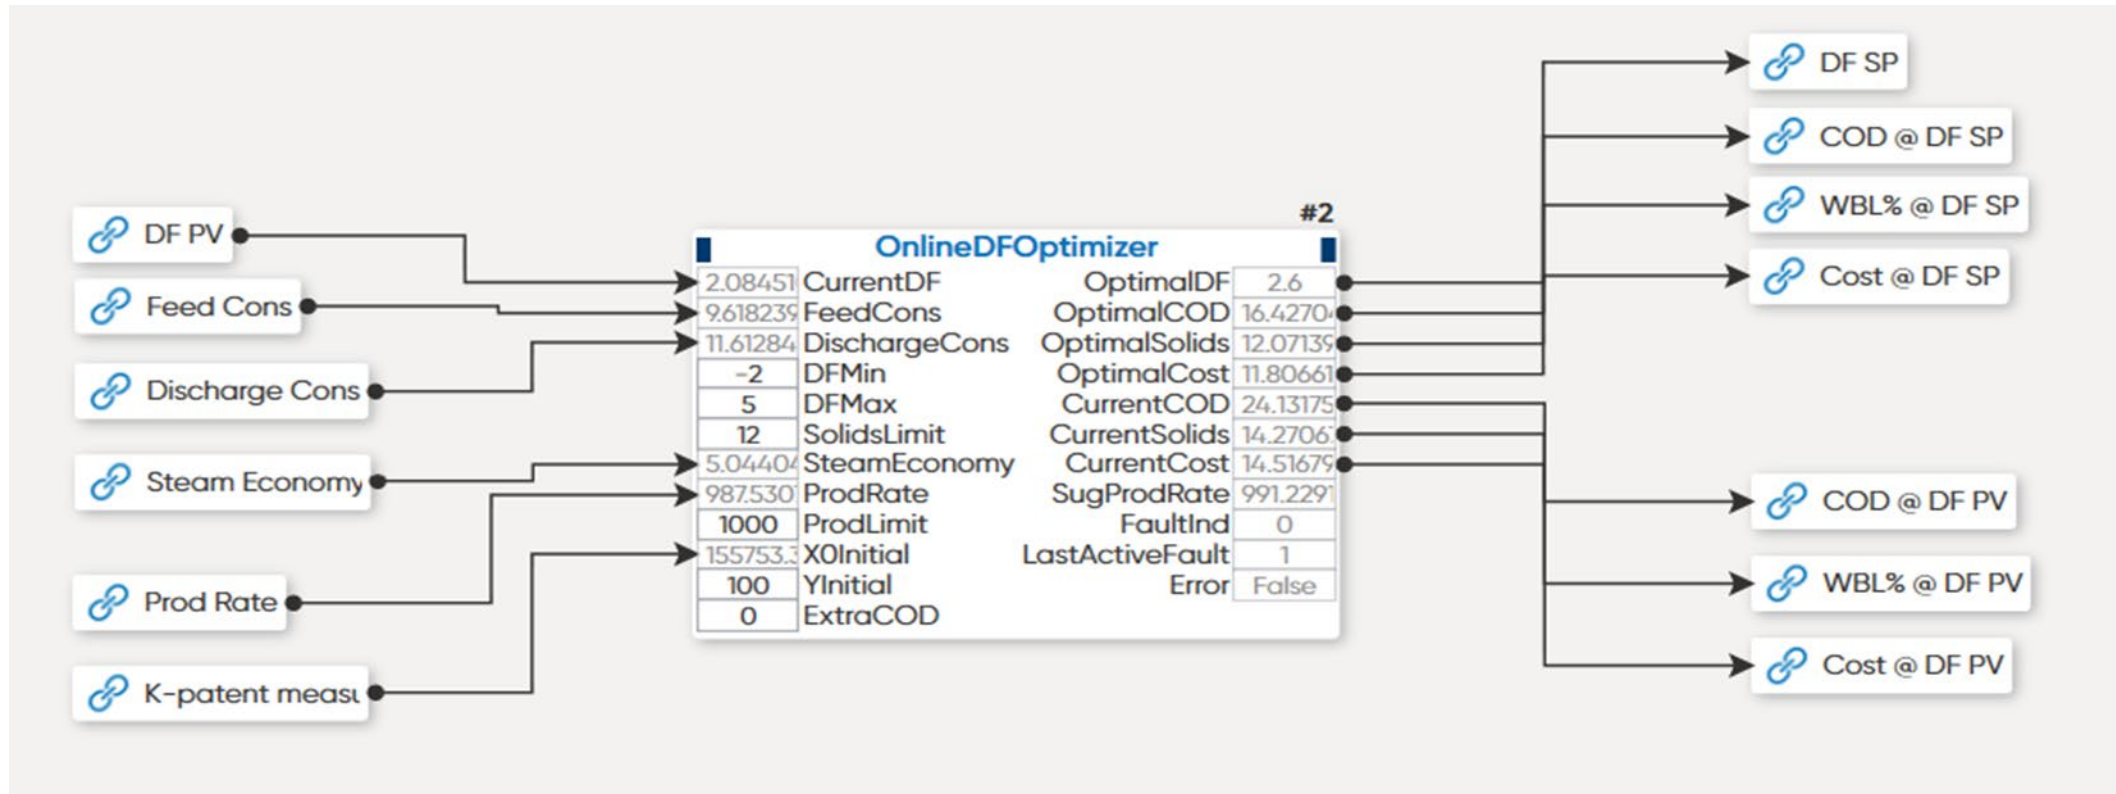 DF PV
Feed Cons
Discharge Cons
Steam Economy
Prod Rate
K-patent
#2
OnlineDFOptimizer
2.08451 CurrentDF OptimalDF 2.6
9.618239 FeedCons OptimalCOD 16.4270
11.61284 DischargeCons OptimalSolids 12.07139
-2 DFMin OptimalCost 11.80661
5 DFMax CurrentCOD 24.13175
12 SolidsLimit CurrentSolids 14.2706
5.04404 SteamEconomy CurrentCost 14.51679
987.530 ProdRate SugProdRate 991.2291
1000 ProdLimit FaultInd 0
155753.3 X0Initial LastActiveFault 1
100 YInitial Error False
0 ExtraCOD
DF SP
COD @ DF SP
WBL% @ DF SP
Cost @ DF SP
COD @ DF PV
WBL% @ DF PV
Cost @ DF PV